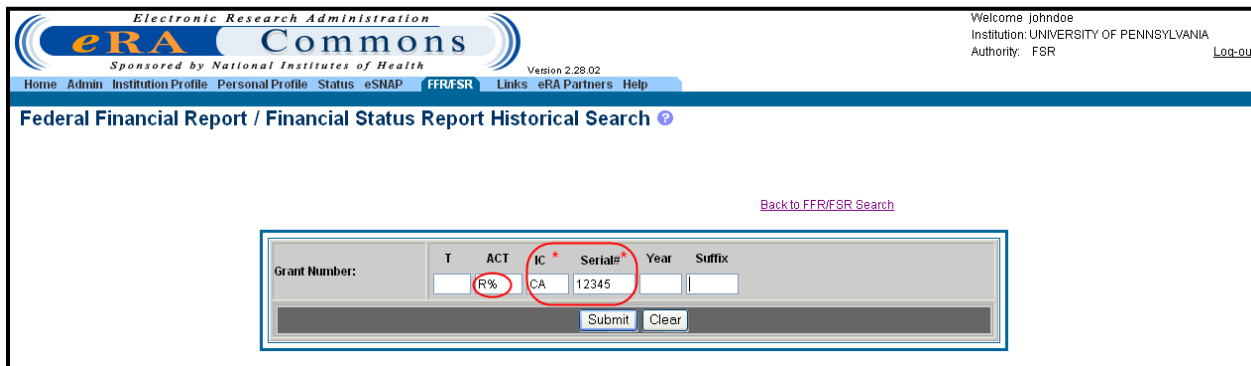 Electronic Research Administration
eRA Commons
Sponsored by National Institutes of Health
Version 2.28.02
Welcome johndoe
Institution: UNIVERSITY OF PENNSYLVANIA
Authority: FSR Log-ou
Home Admin Institution Profile Personal Profile Status eSNAP FFR/FSR Links eRA Partners Help
Federal Financial Report / Financial Status Report Historical Search ?
Back to FFR/FSR Search
T ACT IC * Serial# * Year Suffix
Grant Number:
R% CA 12345
Submit Clear